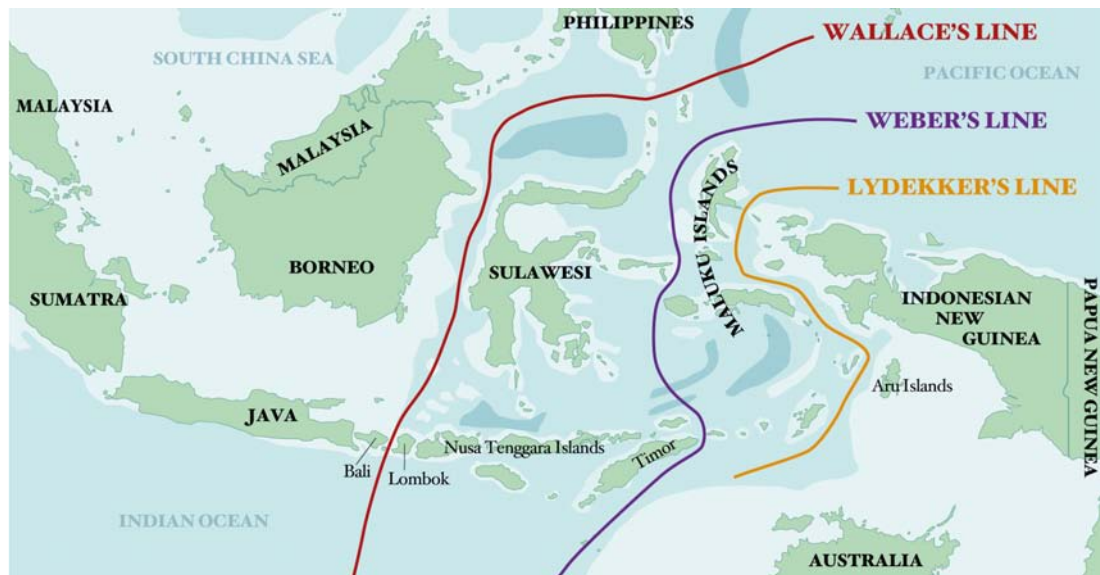 PHILIPPINES
WALLACE'S LINE
SOUTH CHINA SEA
PACIFIC OCEAN
MALAYSIA
MALAYSIA
WEBER'S LINE
LYDEKKER'S LINE
MALUKU ISLANDS
BORNEO
SULAWESI
SUMATRA
INDONESIAN
NEW
GUINEA
PAPUA NEW GUINEA
Aru Islands
JAVA
Nusa Tenggara Islands
Timor
Bali
Lombok
INDIAN OCEAN
AUSTRALIA